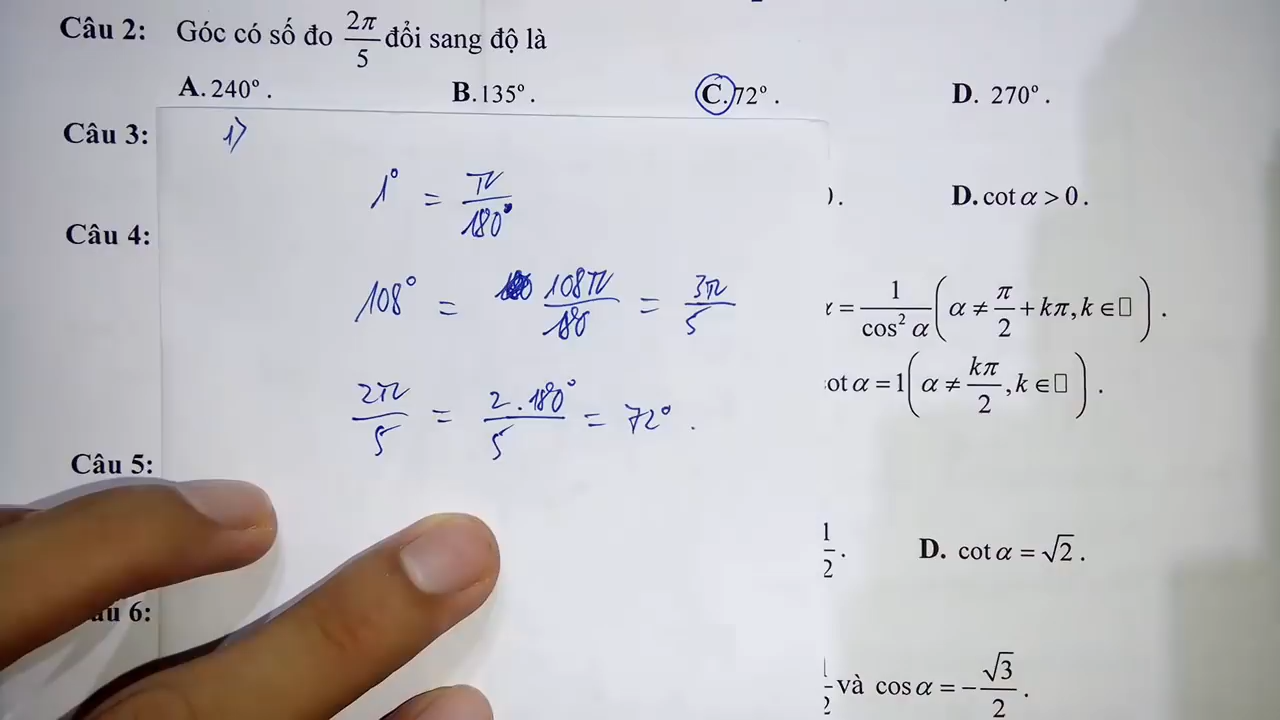 Câu 2: Góc có số đo 2π/5 đổi sang độ là
A. 240°. B. 135°. C. 72°. D. 270°.
Câu 3: 1)
). D. cot α > 0.
1° = π/180°
Câu 4:
108° = 108π/180 = 3π/5
= 1/cos² α (α ≠ π/2 + kπ, k ∈ □).
ot α = 1 (α ≠ kπ/2, k ∈ □).
2π/5 = 2.180°/5 = 72°.
Câu 5:
1/2. D. cot α = √2.
6:
và cos α = -√3/2.